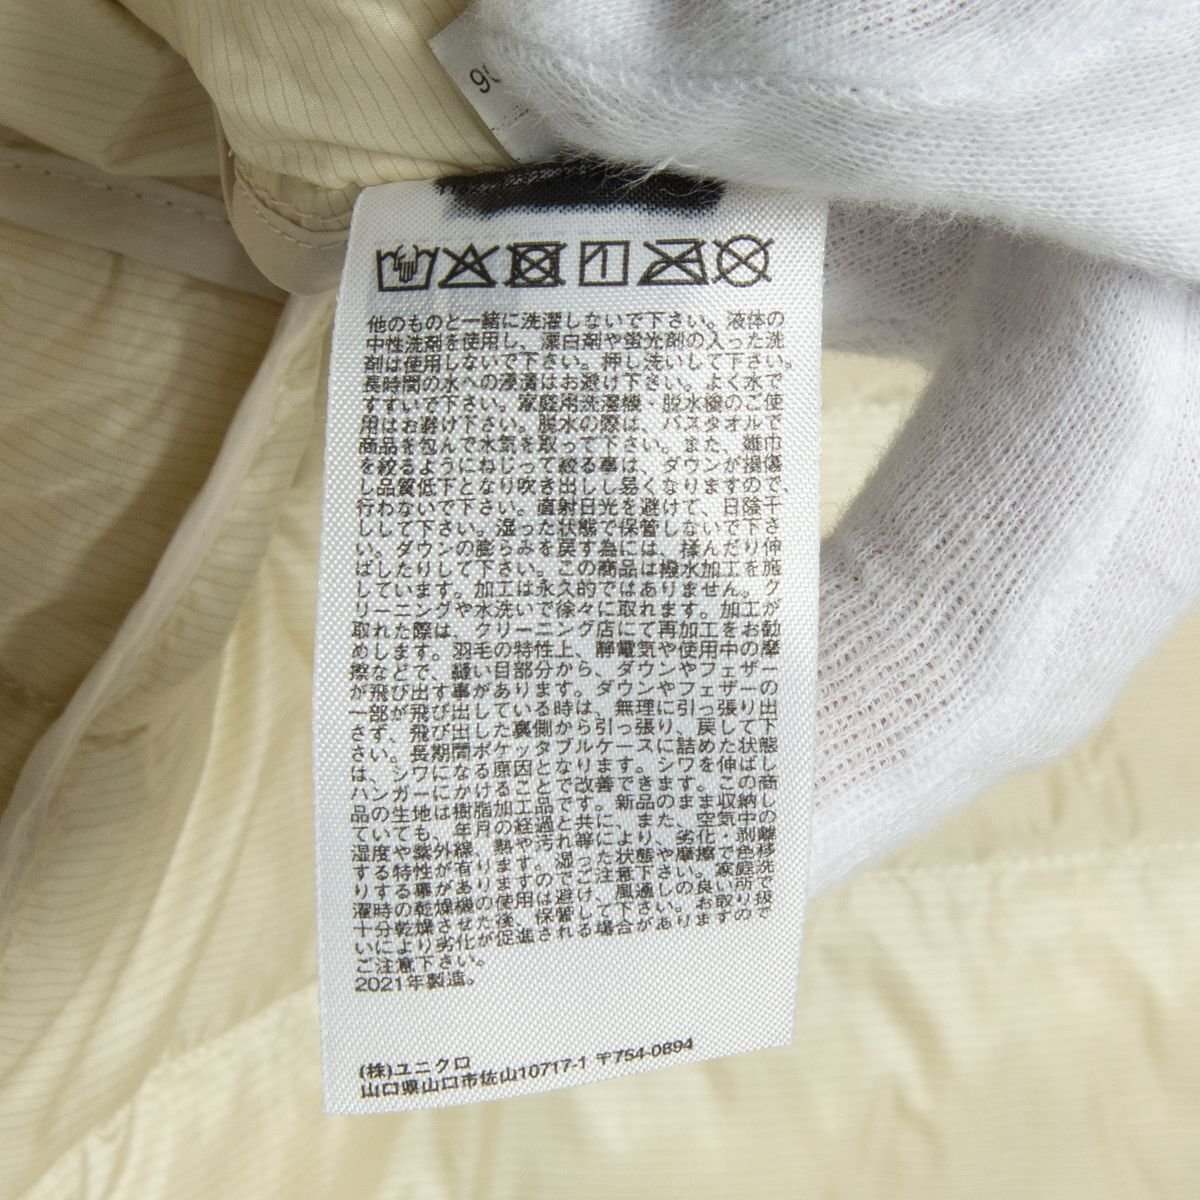 他のものと一緒に洗濯しないで下さい。液体の
中性洗剤を使用し、漂白剤や蛍光剤の入った洗
剤は使用しないで下さい。押し洗いして下さい。
長時間の水への浸漬はお避け下さい。よく水で
すすいで下さい。家庭用洗濯機・脱水機のご使
用はお避け下さい。脱水の際は、バスタオルで
商品を包んで水気を取って下さい。また、雑巾
を絞るようにねじって絞る事は、ダウンが損傷
し品質低下となり吹き出しし易くなりますので、
行わないで下さい。直射日光を避けて、日陰干
しして下さい。湿った状態で保管しないで下さ
い。ダウンの膨らみを戻す為には、揉んだり伸
ばしたりして下さい。この商品は撥水加工を施
しています。加工は永久的ではありません。ク
リーニングや水洗いで徐々に取れます。加工が
取れた際は、クリーニング店にて再加工をお勧
めします。羽毛の特性上、静電気や使用中の摩
擦などで、縫い目部分から、ダウンやフェザー
が飛び出す事があります。ダウンやフェザーの
一部が飛び出している時は、無理に引っ張り出
さず、飛び出した裏側から引っ張り、戻して下
さい。長期間ポケッタブルケースに詰めた状態
は、シワになる原因となります。シワを伸ばし
ハンガーにかけることで改善できます。この商
品の生地は樹脂加工品です。新品のまま収納し
ていても、年月の経過と共に、また、空気中の
湿度や紫外線、熱や汚れ等により、劣化・剥離
する特性が有ります。湿った状態や摩擦で色移
りする事がありますのでご注意下さい。家庭洗
濯時の乾燥機の使用は避け、風通しの良い所で
十分乾燥させた後、保管して下さい。お取り扱
いにより劣化が促進される場合がありますので
ご注意下さい。
2021年製造。
(株)ユニクロ
山口県山口市佐山10717-1 〒754-0894